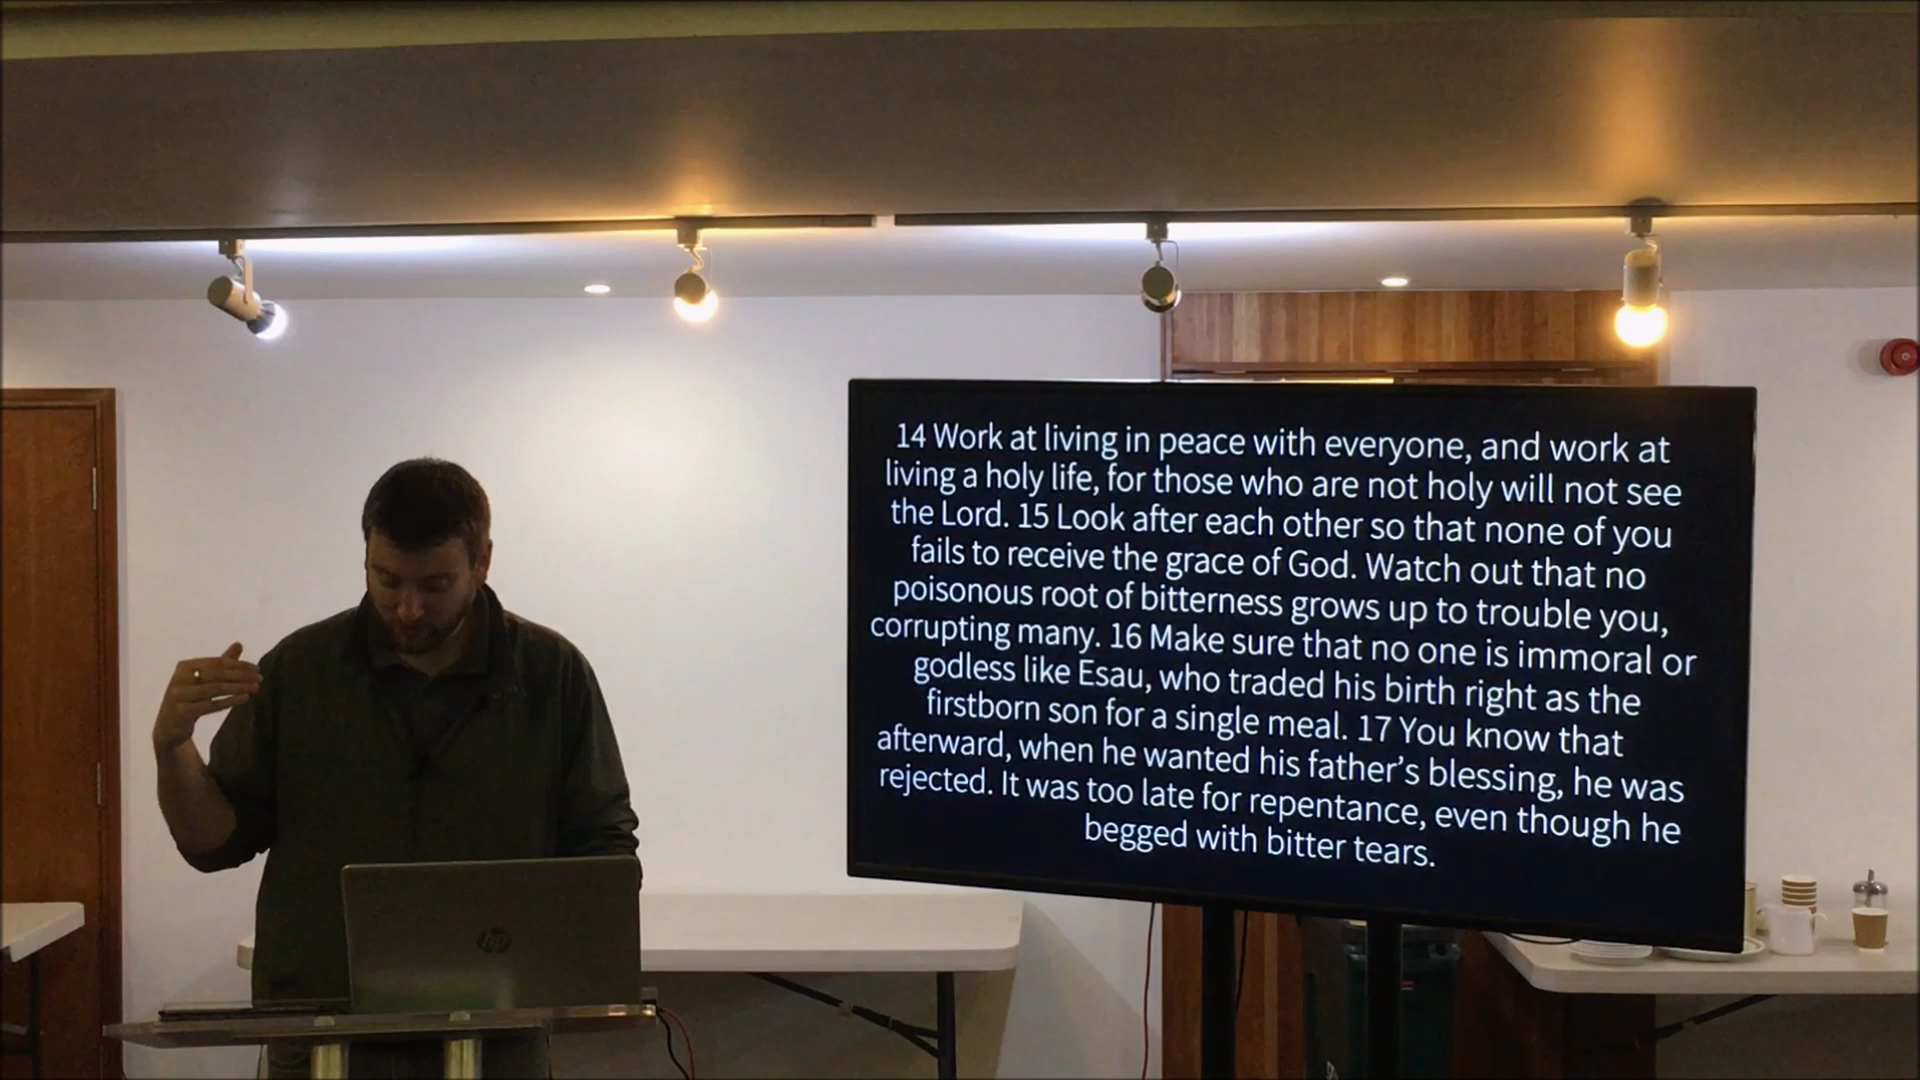 14 Work at living in peace with everyone, and work at
living a holy life, for those who are not holy will not see
the Lord. 15 Look after each other so that none of you
fails to receive the grace of God. Watch out that no
poisonous root of bitterness grows up to trouble you,
corrupting many. 16 Make sure that no one is immoral or
godless like Esau, who traded his birth right as the
firstborn son for a single meal. 17 You know that
afterward, when he wanted his father’s blessing, he was
rejected. It was too late for repentance, even though he
begged with bitter tears.
hp